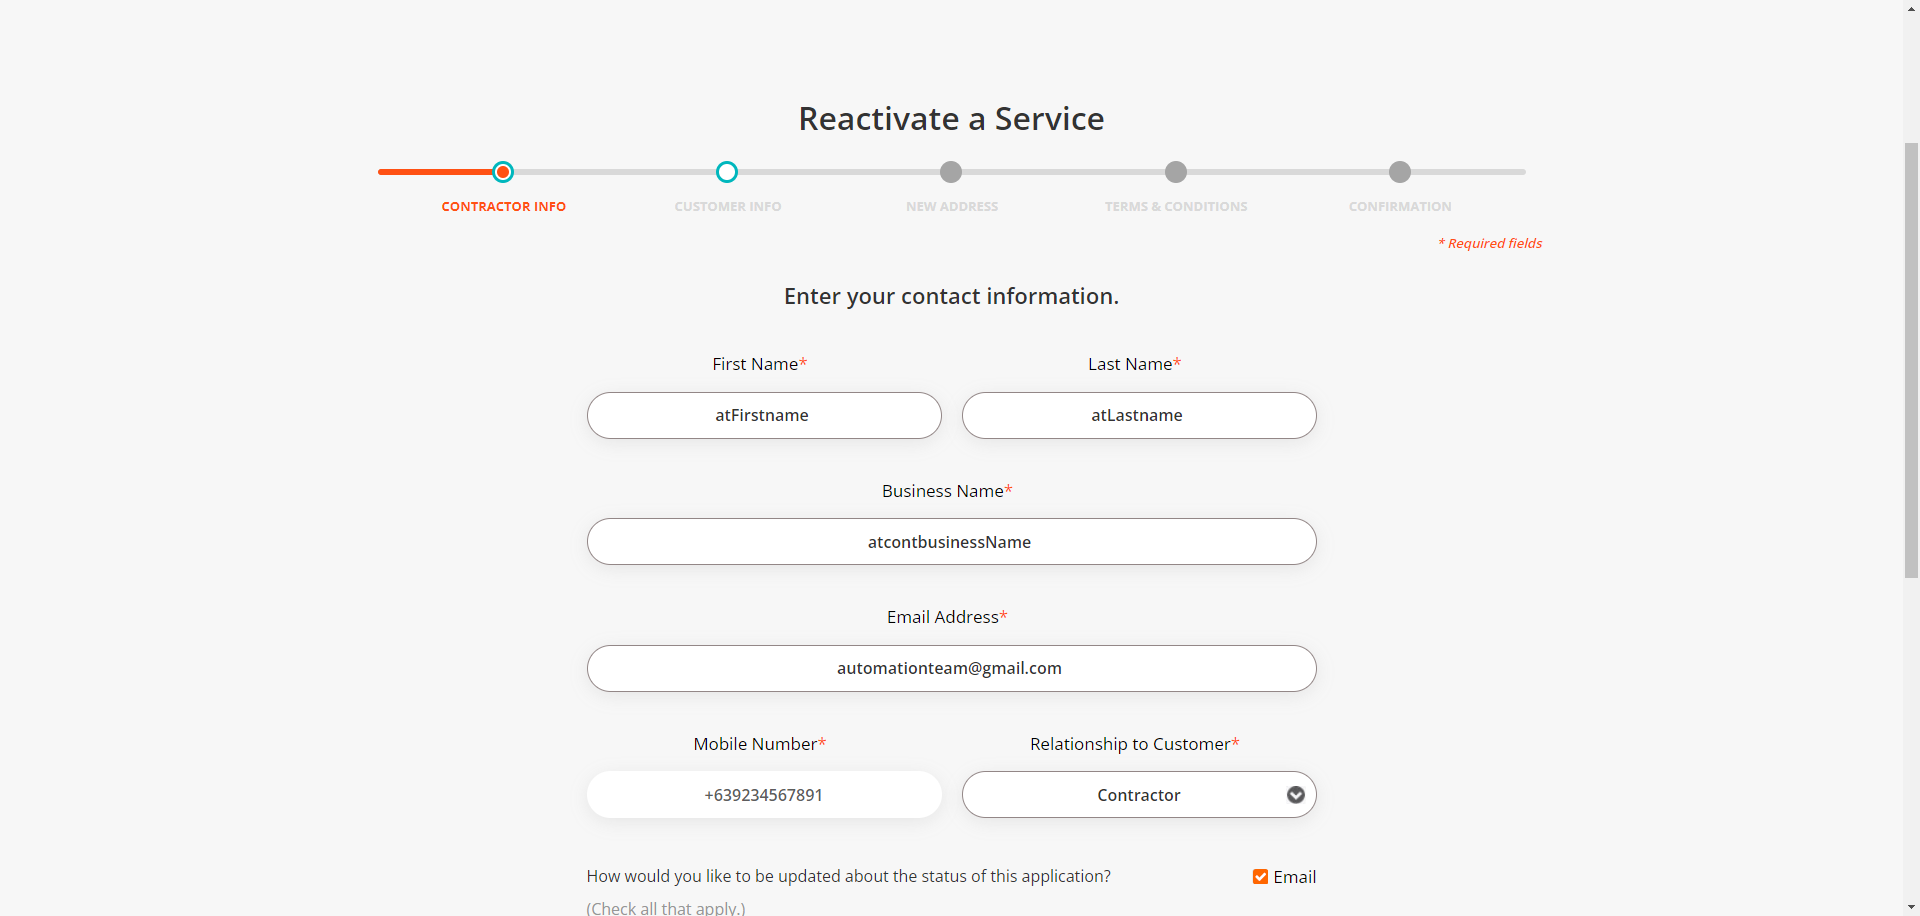 Reactivate a Service
CONTRACTOR INFO CUSTOMER INFO NEW ADDRESS TERMS & CONDITIONS CONFIRMATION
* Required fields
Enter your contact information.
First Name* Last Name*
atFirstname atLastname
Business Name*
atcontbusinessName
Email Address*
automationteam@gmail.com
Mobile Number* Relationship to Customer*
+639234567891 Contractor
How would you like to be updated about the status of this application? Email
(Check all that apply.)